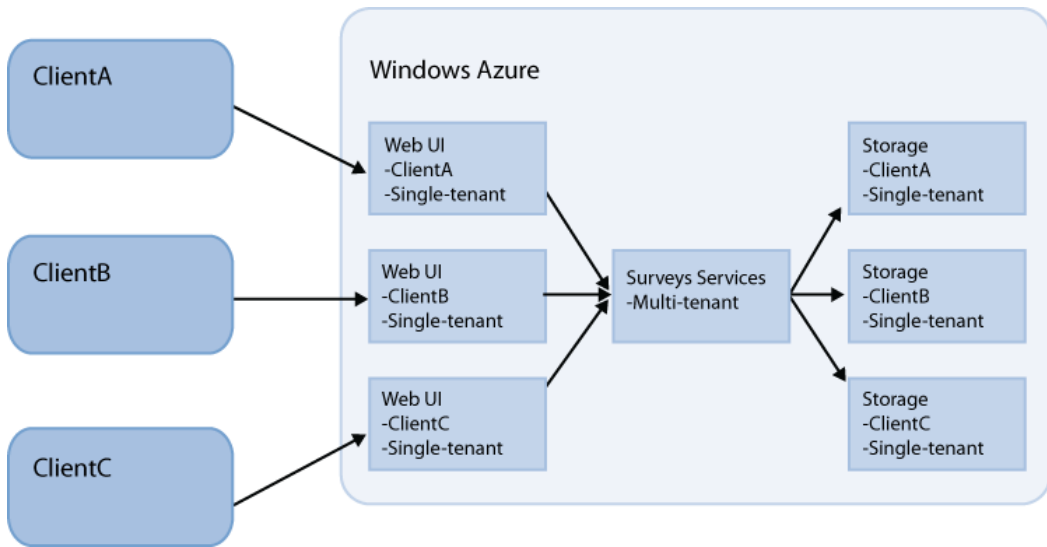 ClientA
ClientB
ClientC
Windows Azure
Web UI
-ClientA
-Single-tenant
Web UI
-ClientB
-Single-tenant
Web UI
-ClientC
-Single-tenant
Surveys Services
-Multi-tenant
Storage
-ClientA
-Single-tenant
Storage
-ClientB
-Single-tenant
Storage
-ClientC
-Single-tenant